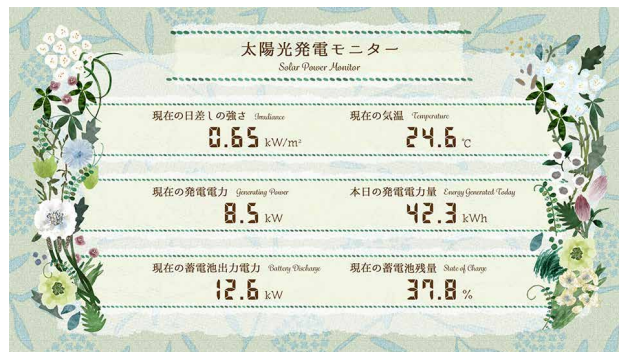 太陽光発電モニター
Solar Power Monitor
現在の日差しの強さ Irradiance 現在の気温 Temperature
0.65 kW/m² 24.6 ℃
現在の発電電力 Generating Power 本日の発電電力量 Energy Generated Today
8.5 kW 42.3 kWh
現在の蓄電池出力電力 Battery Discharge 現在の蓄電池残量 State of Charge
12.6 kW 37.8 %